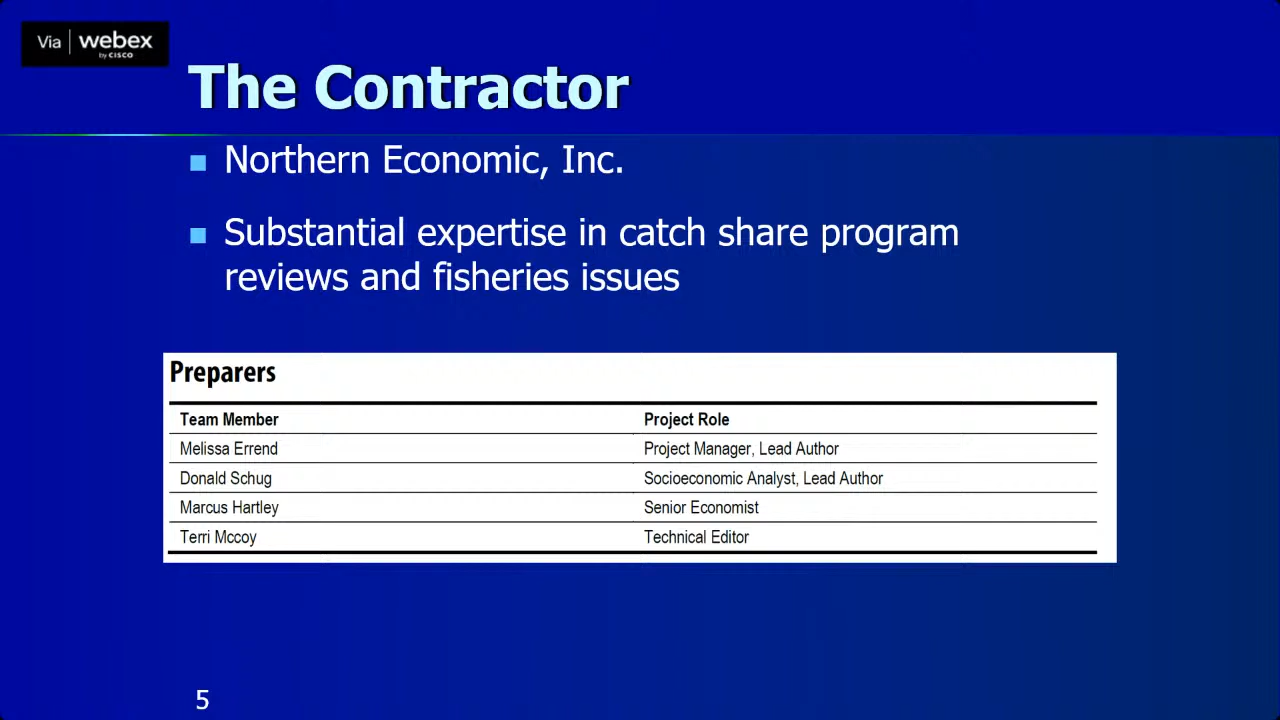 Via webex
by CISCO
The Contractor
Northern Economic, Inc.
Substantial expertise in catch share program
reviews and fisheries issues
Preparers
Team Member Project Role
Melissa Errend Project Manager, Lead Author
Donald Schug Socioeconomic Analyst, Lead Author
Marcus Hartley Senior Economist
Terri Mccoy Technical Editor
5